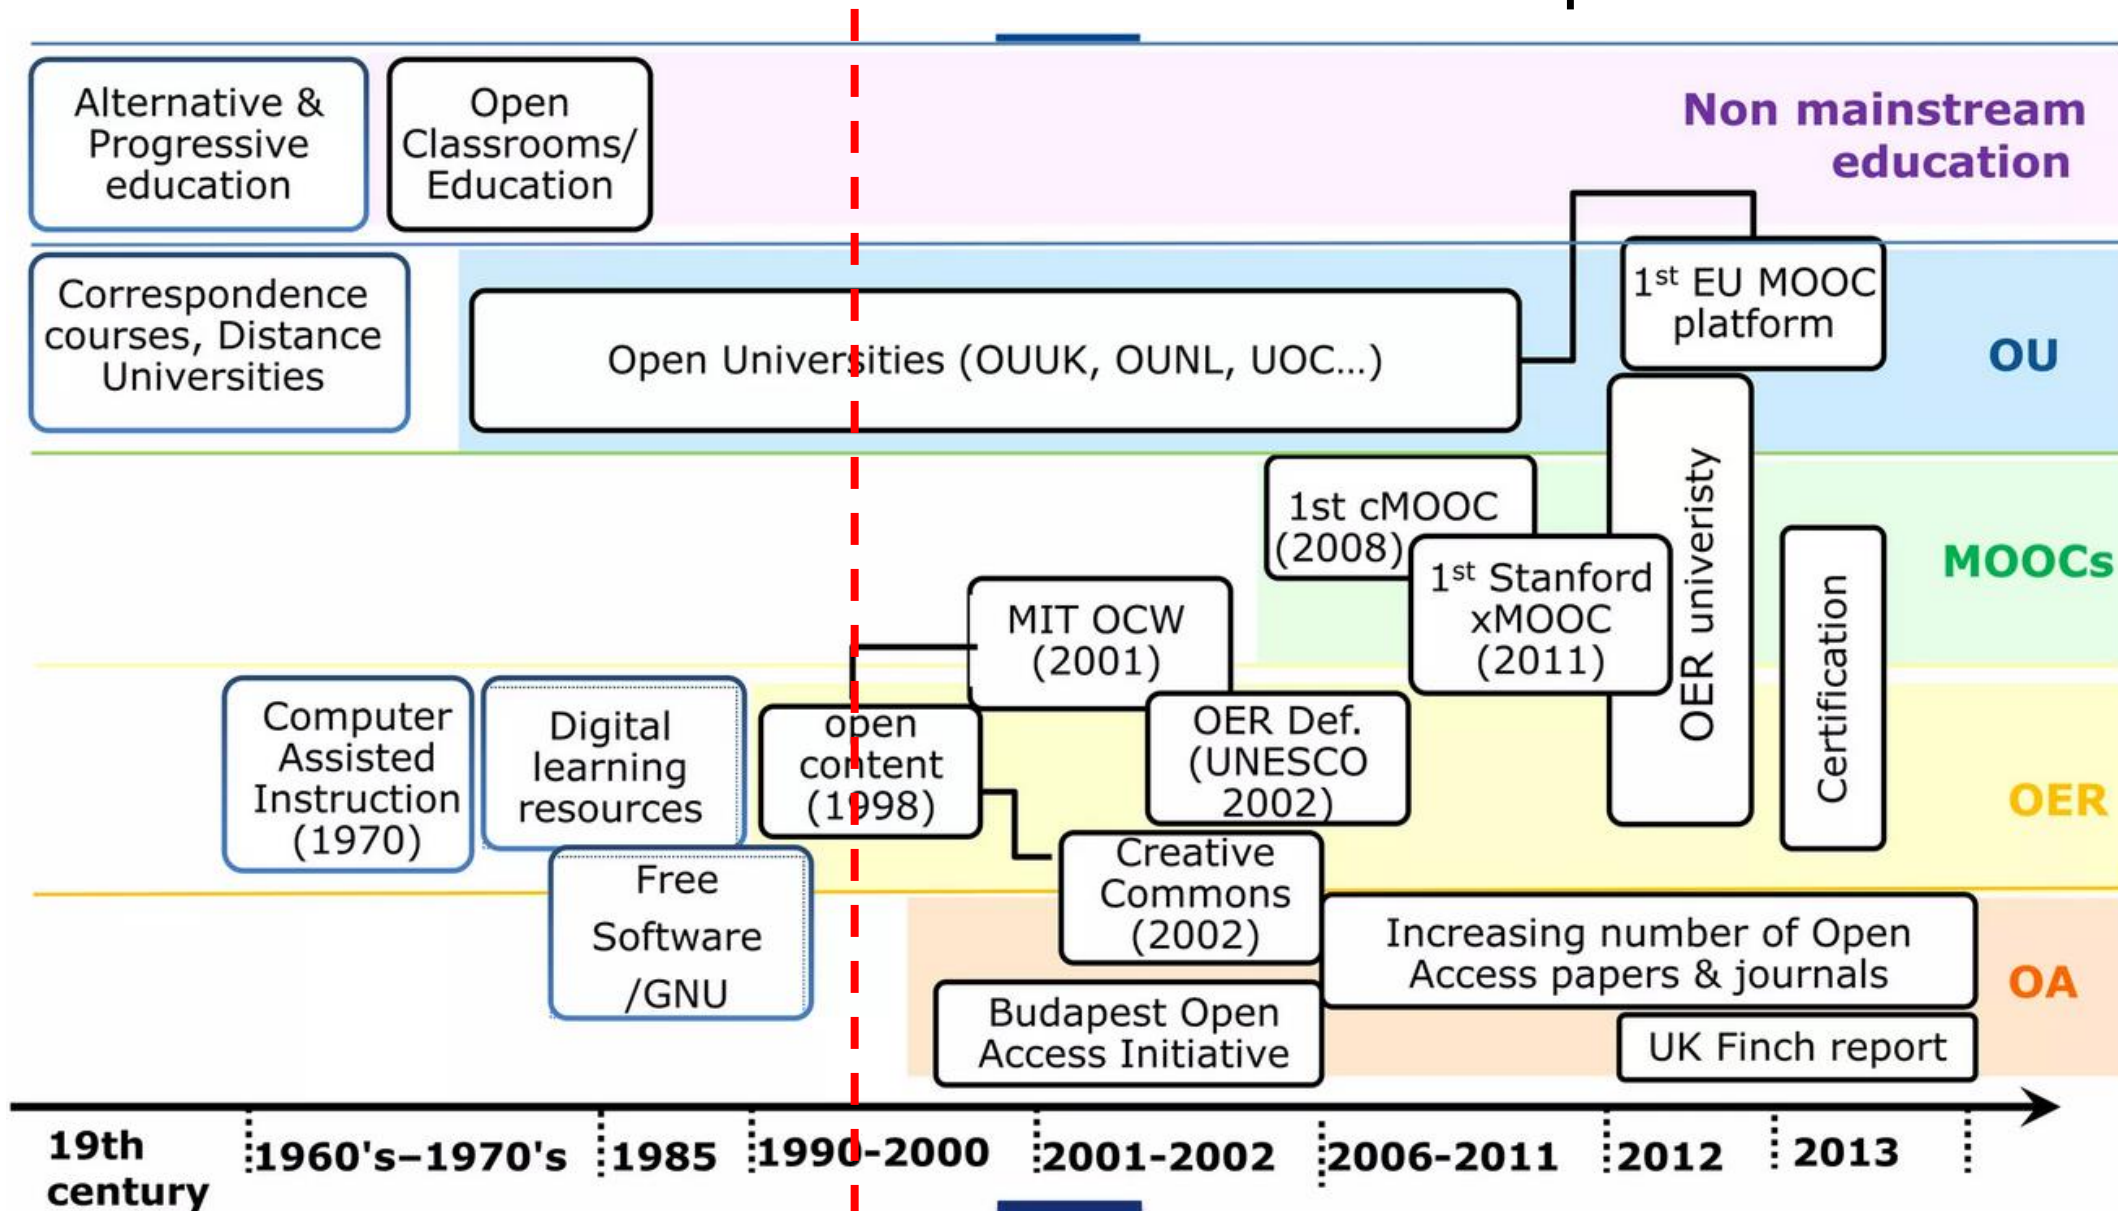 Alternative &
Progressive
education
Open
Classrooms/
Education
Non mainstream
education
Correspondence
courses, Distance
Universities
Open Universities (OUUK, OUNL, UOC...)
1st EU MOOC
platform
OU
1st cMOOC
(2008)
1st Stanford
xMOOC
(2011)
OER univeristy
Certification
MOOCs
MIT OCW
(2001)
Computer
Assisted
Instruction
(1970)
Digital
learning
resources
open
content
(1998)
OER Def.
(UNESCO
2002)
OER
Free
Software
/GNU
Creative
Commons
(2002)
Increasing number of Open
Access papers & journals
OA
Budapest Open
Access Initiative
UK Finch report
19th
century
1960's–1970's
1985
1990-2000
2001-2002
2006-2011
2012
2013